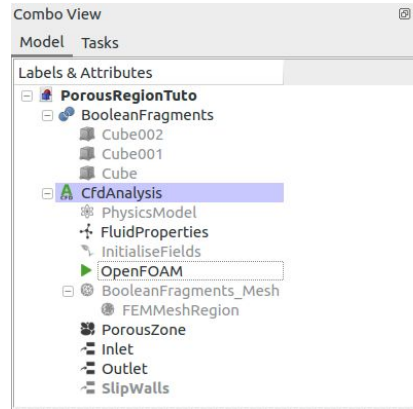 Combo View
Model Tasks
Labels & Attributes
PorousRegionTuto
BooleanFragments
Cube002
Cube001
Cube
CfdAnalysis
PhysicsModel
FluidProperties
InitialiseFields
OpenFOAM
BooleanFragments_Mesh
FEMMeshRegion
PorousZone
Inlet
Outlet
SlipWalls